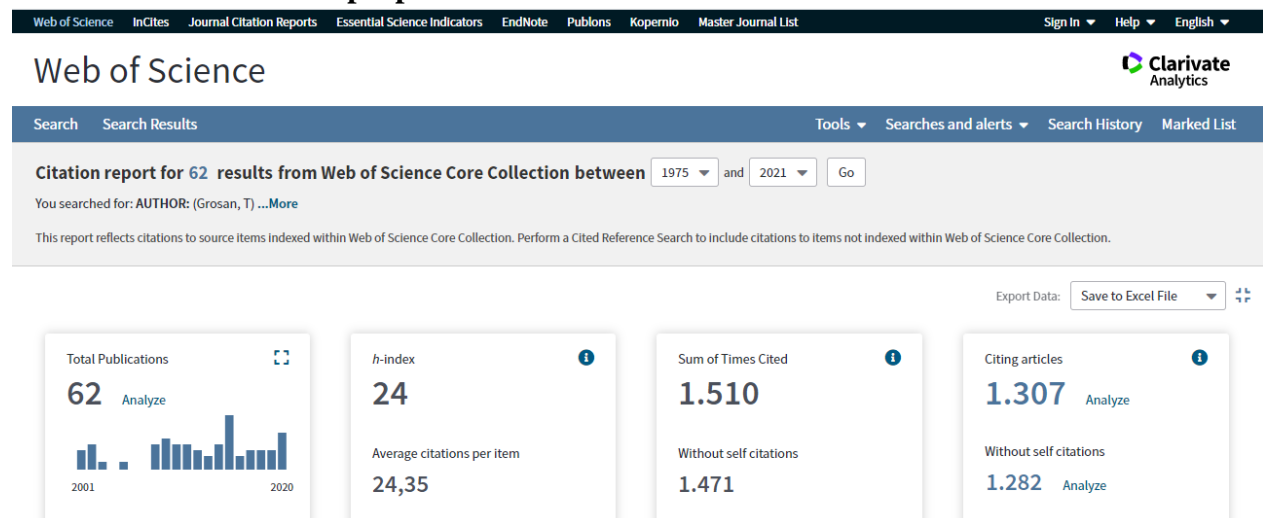 Web of Science InCites Journal Citation Reports Essential Science Indicators EndNote Publons Kopernio Master Journal List Sign In Help English
Web of Science
Clarivate
Analytics
Search Search Results Tools Searches and alerts Search History Marked List
Citation report for 62 results from Web of Science Core Collection between 1975 and 2021 Go
You searched for: AUTHOR: (Grosan, T) ...More
This report reflects citations to source items indexed within Web of Science Core Collection. Perform a Cited Reference Search to include citations to items not indexed within Web of Science Core Collection.
Export Data: Save to Excel File
Total Publications
62 Analyze
2001 2020
h-index
24
Average citations per item
24,35
Sum of Times Cited
1.510
Without self citations
1.471
Citing articles
1.307 Analyze
Without self citations
1.282 Analyze